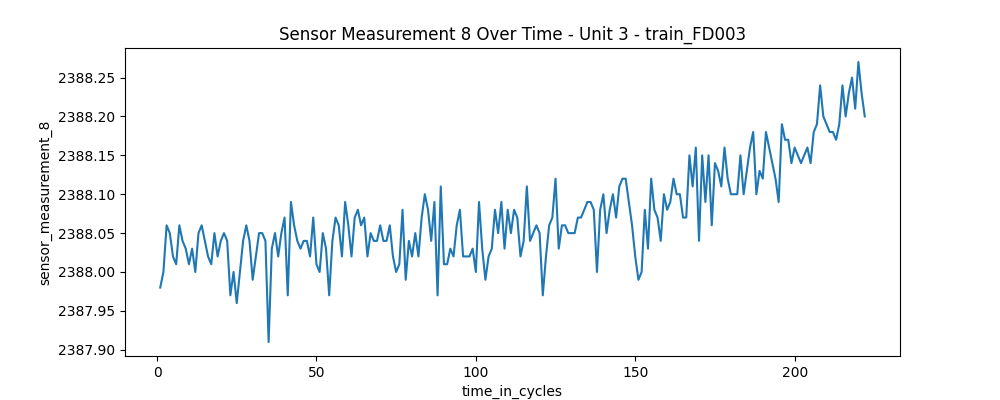 Sensor Measurement 8 Over Time - Unit 3 - train_FD003
sensor_measurement_8
2388.25
2388.20
2388.15
2388.10
2388.05
2388.00
2387.95
2387.90
0 50 100 150 200
time_in_cycles